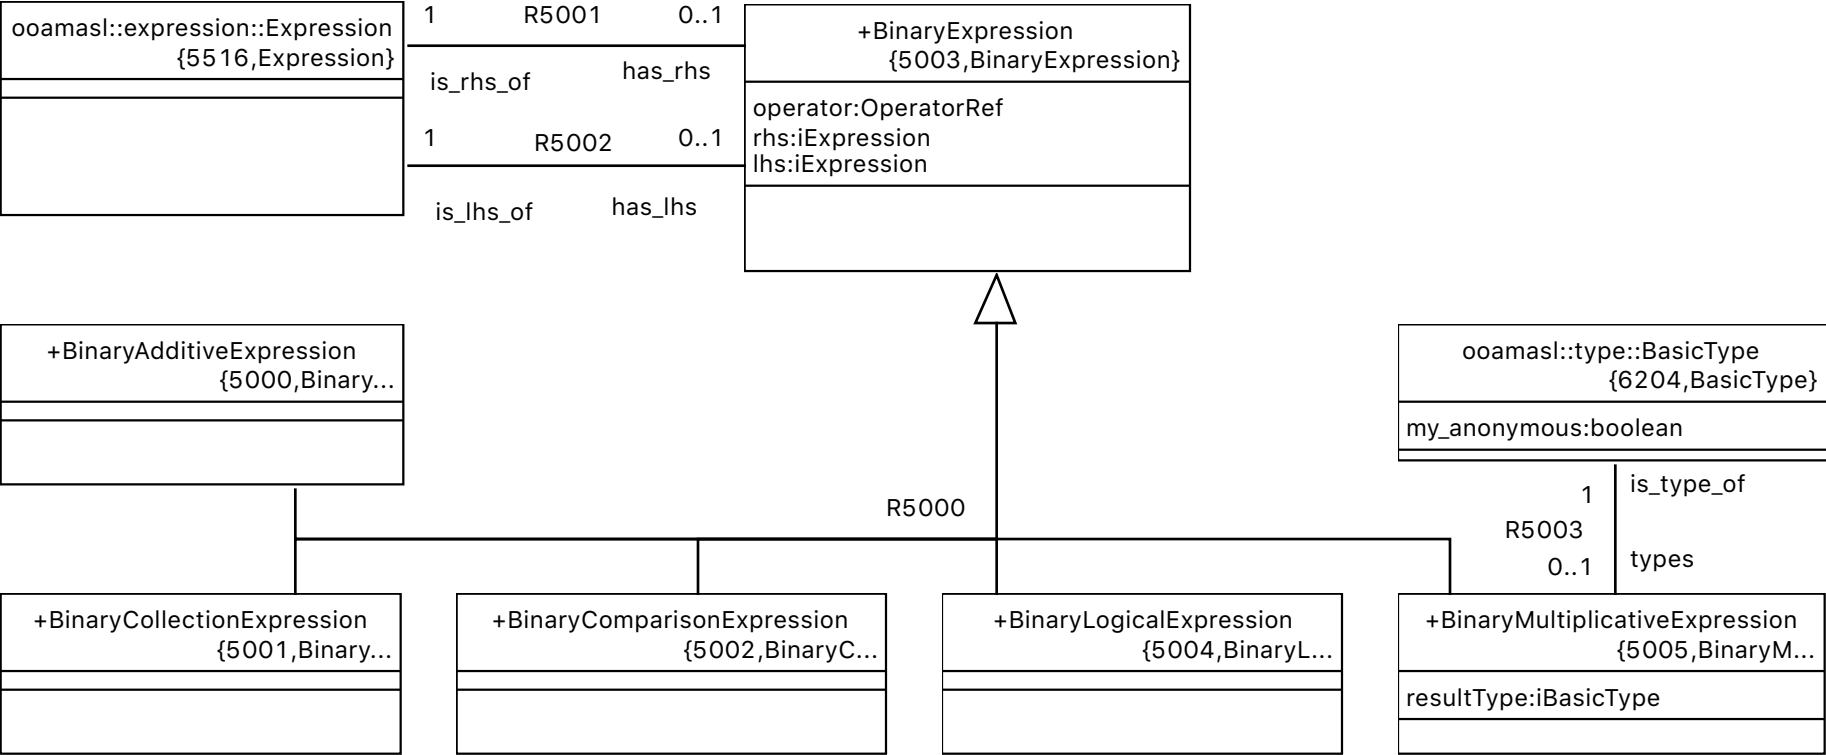 ooamasl::expression::Expression
{5516,Expression}
1
R5001
0..1
is_rhs_of
has_rhs
1
R5002
0..1
is_lhs_of
has_lhs
+BinaryExpression
{5003,BinaryExpression}
operator:OperatorRef
rhs:iExpression
lhs:iExpression
+BinaryAdditiveExpression
{5000,Binary...
ooamasl::type::BasicType
{6204,BasicType}
my_anonymous:boolean
R5000
1
is_type_of
R5003
0..1
types
+BinaryCollectionExpression
{5001,Binary...
+BinaryComparisonExpression
{5002,BinaryC...
+BinaryLogicalExpression
{5004,BinaryL...
+BinaryMultiplicativeExpression
{5005,BinaryM...
resultType:iBasicType